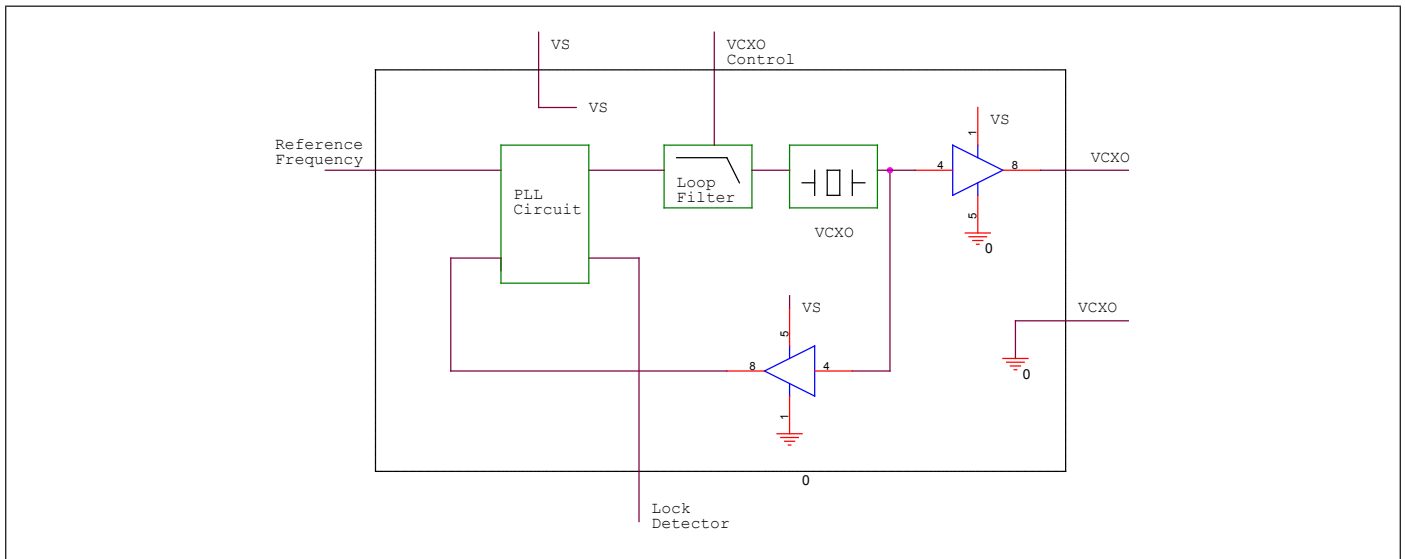 VS
VCXO
Control
VS
Reference
Frequency
PLL
Circuit
Loop
Filter
VCXO
VS
1
4
8
5
0
VCXO
VS
5
8
4
1
0
VCXO
0
Lock
Detector